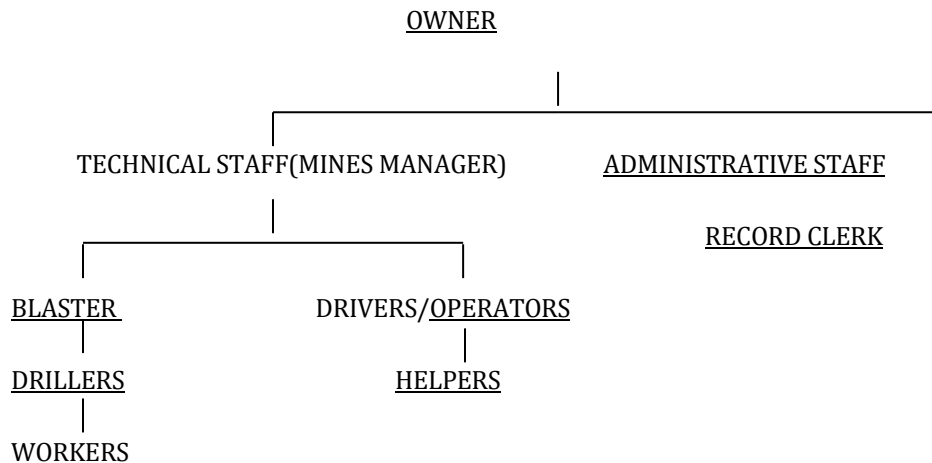 OWNER
TECHNICAL STAFF(MINES MANAGER) ADMINISTRATIVE STAFF
RECORD CLERK
BLASTER DRIVERS/OPERATORS
DRILLERS HELPERS
WORKERS